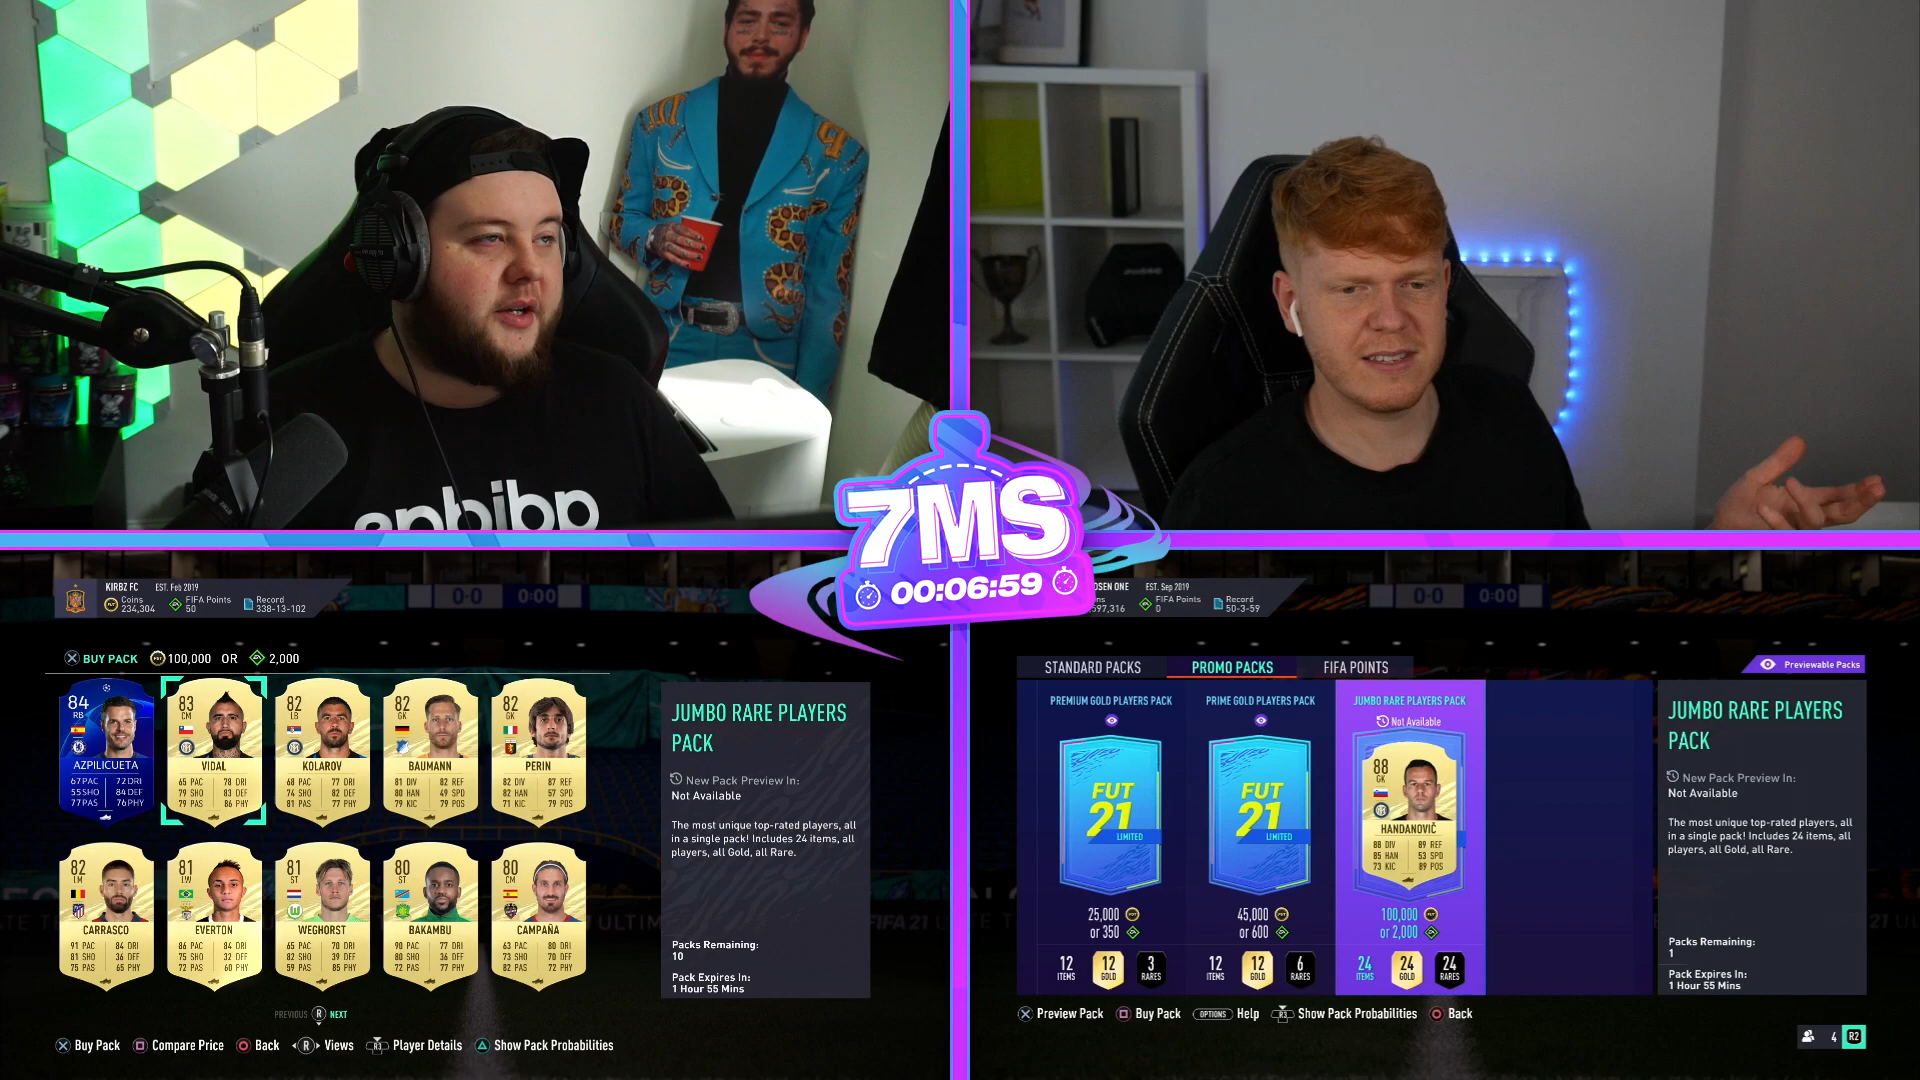 7MS
00:06:59
KIRBZ FC EST. Feb 2019
Coins 234,304
FIFA Points 50
Record 338-13-102
0-0 0:00
BUY PACK 100,000 OR 2,000
84 RB AZPILICUETA
67 PAC 72 DRI
55 SHO 84 DEF
77 PAS 76 PHY
83 CM VIDAL
65 PAC 78 DRI
79 SHO 83 DEF
79 PAS 86 PHY
82 LB KOLAROV
68 PAC 77 DRI
74 SHO 82 DEF
81 PAS 77 PHY
82 GK BAUMANN
81 DIV 82 REF
80 HAN 49 SPD
79 KIC 79 POS
82 GK PERIN
82 DIV 87 REF
82 HAN 57 SPD
71 KIC 79 POS
82 LM CARRASCO
91 PAC 84 DRI
81 SHO 36 DEF
75 PAS 65 PHY
81 LW EVERTON
86 PAC 84 DRI
75 SHO 32 DEF
72 PAS 60 PHY
81 ST WEGHORST
65 PAC 70 DRI
82 SHO 39 DEF
59 PAS 85 PHY
80 ST BAKAMBU
90 PAC 77 DRI
80 SHO 36 DEF
72 PAS 77 PHY
80 CM CAMPAÑA
63 PAC 80 DRI
73 SHO 70 DEF
82 PAS 72 PHY
JUMBO RARE PLAYERS
PACK
New Pack Preview In:
Not Available
The most unique top-rated players, all
in a single pack! Includes 24 items, all
players, all Gold, all Rare.
Packs Remaining:
10
Pack Expires In:
1 Hour 55 Mins
PREVIOUS R NEXT
Buy Pack Compare Price Back R Views Player Details Show Pack Probabilities
OSEN ONE EST. Sep 2019
597,316
FIFA Points 0
Record 50-3-59
0-0 0:00
STANDARD PACKS PROMO PACKS FIFA POINTS
Previewable Packs
PREMIUM GOLD PLAYERS PACK
FUT
21
LIMITED
25,000
or 350
12 ITEMS 12 GOLD 3 RARES
PRIME GOLD PLAYERS PACK
FUT
21
LIMITED
45,000
or 600
12 ITEMS 12 GOLD 6 RARES
JUMBO RARE PLAYERS PACK
Not Available
88 GK HANDANOVIČ
88 DIV 89 REF
85 HAN 53 SPD
73 KIC 89 POS
100,000
or 2,000
24 ITEMS 24 GOLD 24 RARES
JUMBO RARE PLAYERS
PACK
New Pack Preview In:
Not Available
The most unique top-rated players, all
in a single pack! Includes 24 items, all
players, all Gold, all Rare.
Packs Remaining:
1
Pack Expires In:
1 Hour 55 Mins
Preview Pack Buy Pack OPTIONS Help Show Pack Probabilities Back
4 R2